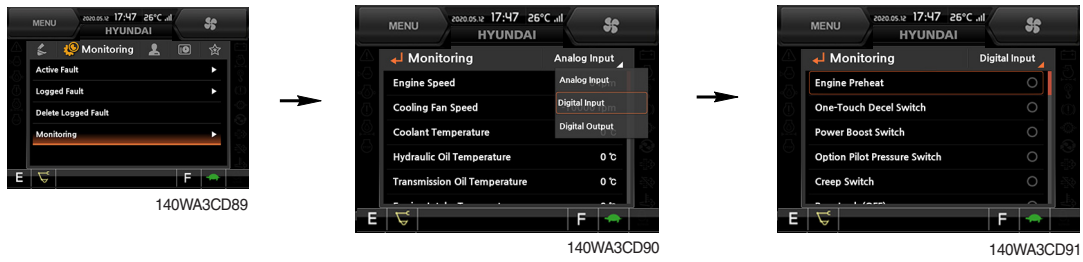 MENU 2020.05.12 17:47 26°C
HYUNDAI
Monitoring
Active Fault
Logged Fault
Delete Logged Fault
Monitoring
E F
140WA3CD89
MENU 2020.05.12 17:47 26°C
HYUNDAI
Monitoring Analog Input
Engine Speed
Analog Input
Cooling Fan Speed
Digital Input
Coolant Temperature
Digital Output
Hydraulic Oil Temperature 0 ℃
Transmission Oil Temperature 0 ℃
E F
140WA3CD90
MENU 2020.05.12 17:47 26°C
HYUNDAI
Monitoring Digital Input
Engine Preheat
One-Touch Decel Switch
Power Boost Switch
Option Pilot Pressure Switch
Creep Switch
E F
140WA3CD91